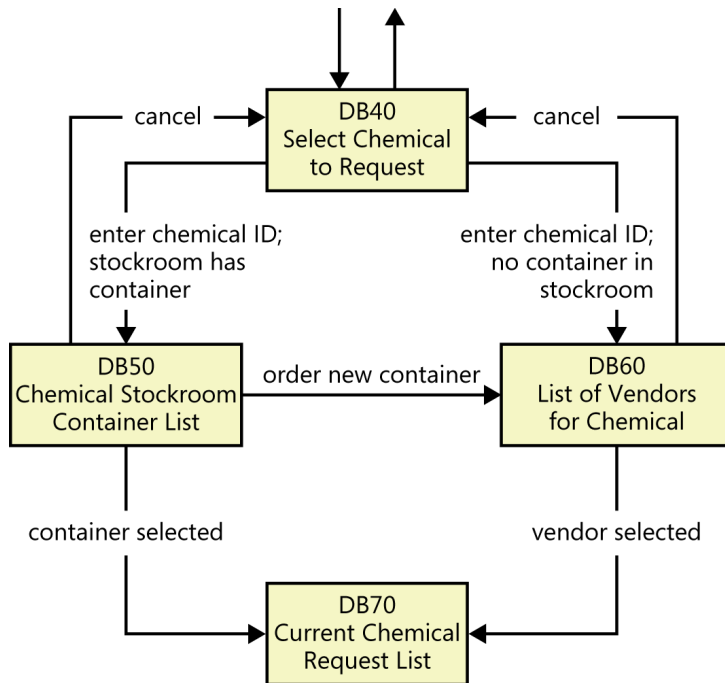 DB40
Select Chemical
to Request
cancel
cancel
enter chemical ID;
stockroom has
container
enter chemical ID;
no container in
stockroom
DB50
Chemical Stockroom
Container List
order new container
DB60
List of Vendors
for Chemical
container selected
vendor selected
DB70
Current Chemical
Request List